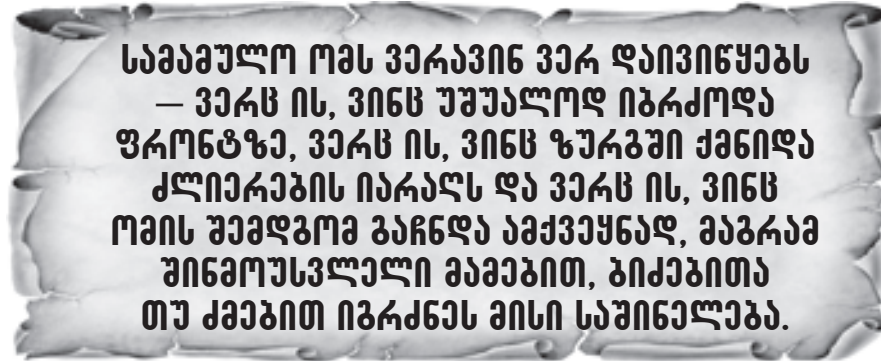 სამამულო ომს ვერავინ ვერ დაივიწყებს
— ვერც ის, ვინც უშუალოდ იბრძოდა
ფრონტზე, ვერც ის, ვინც ზურგში ქმნიდა
ძლიერების იარაღს და ვერც ის, ვინც
ომის შემდგომ გაჩნდა ამქვეყნად, მაგრამ
შინმოუსვლელი მამებით, ბიძებითა
თუ ძმებით იგრძნეს მისი საშინელება.